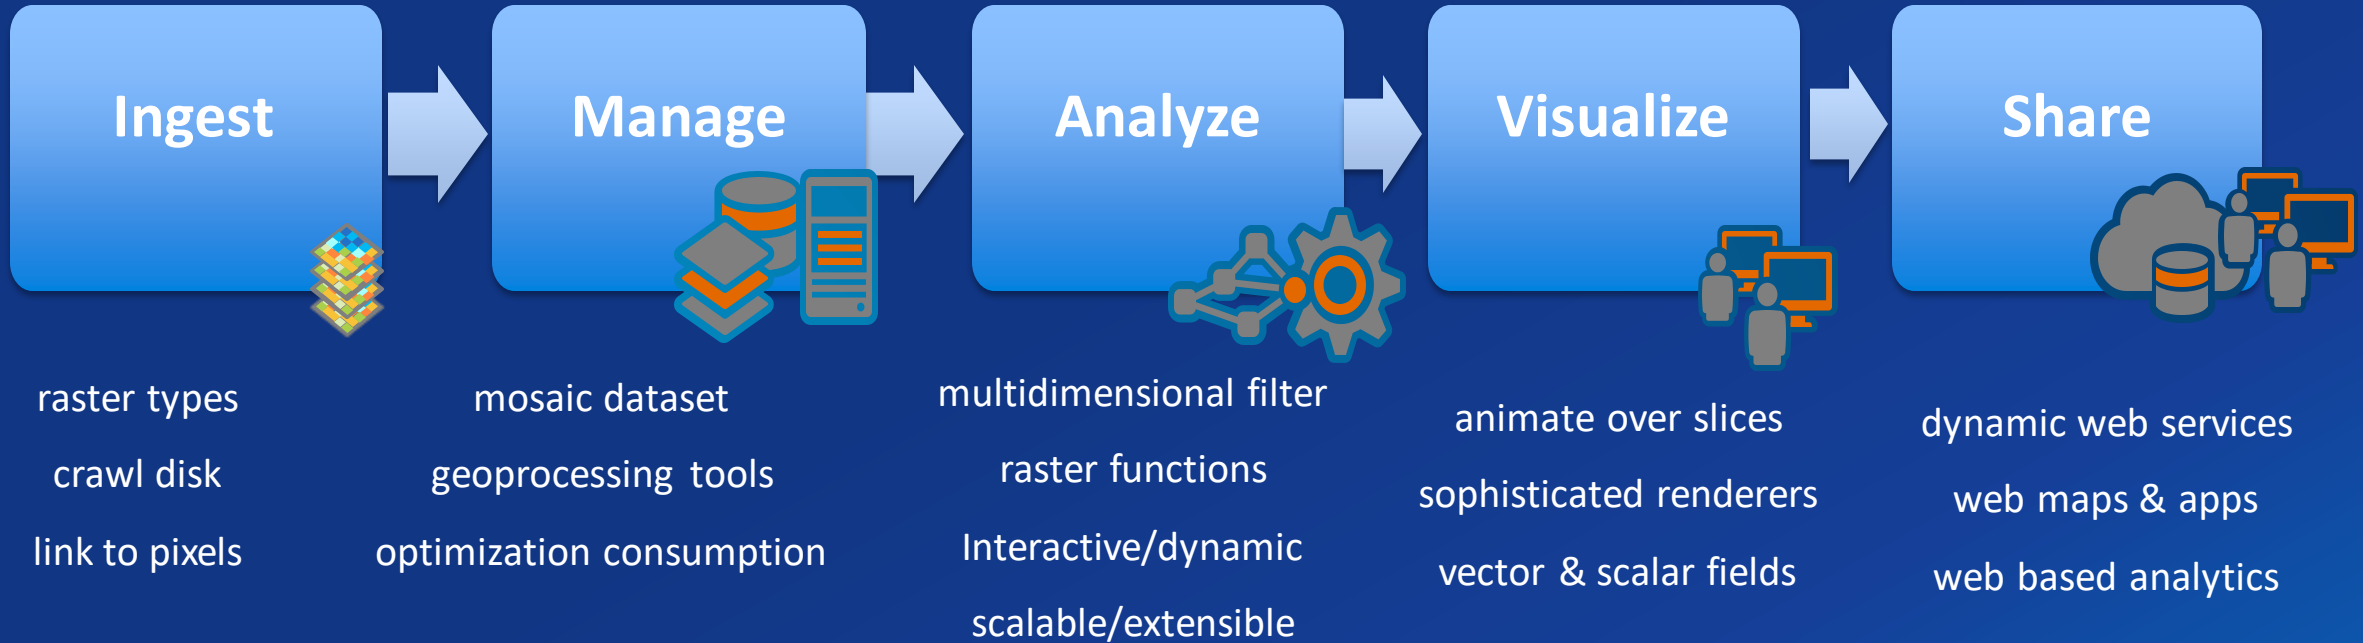 Ingest
Manage
Analyze
Visualize
Share
raster types
crawl disk
link to pixels
mosaic dataset
geoprocessing tools
optimization consumption
multidimensional filter
raster functions
Interactive/dynamic
scalable/extensible
animate over slices
sophisticated renderers
vector & scalar fields
dynamic web services
web maps & apps
web based analytics